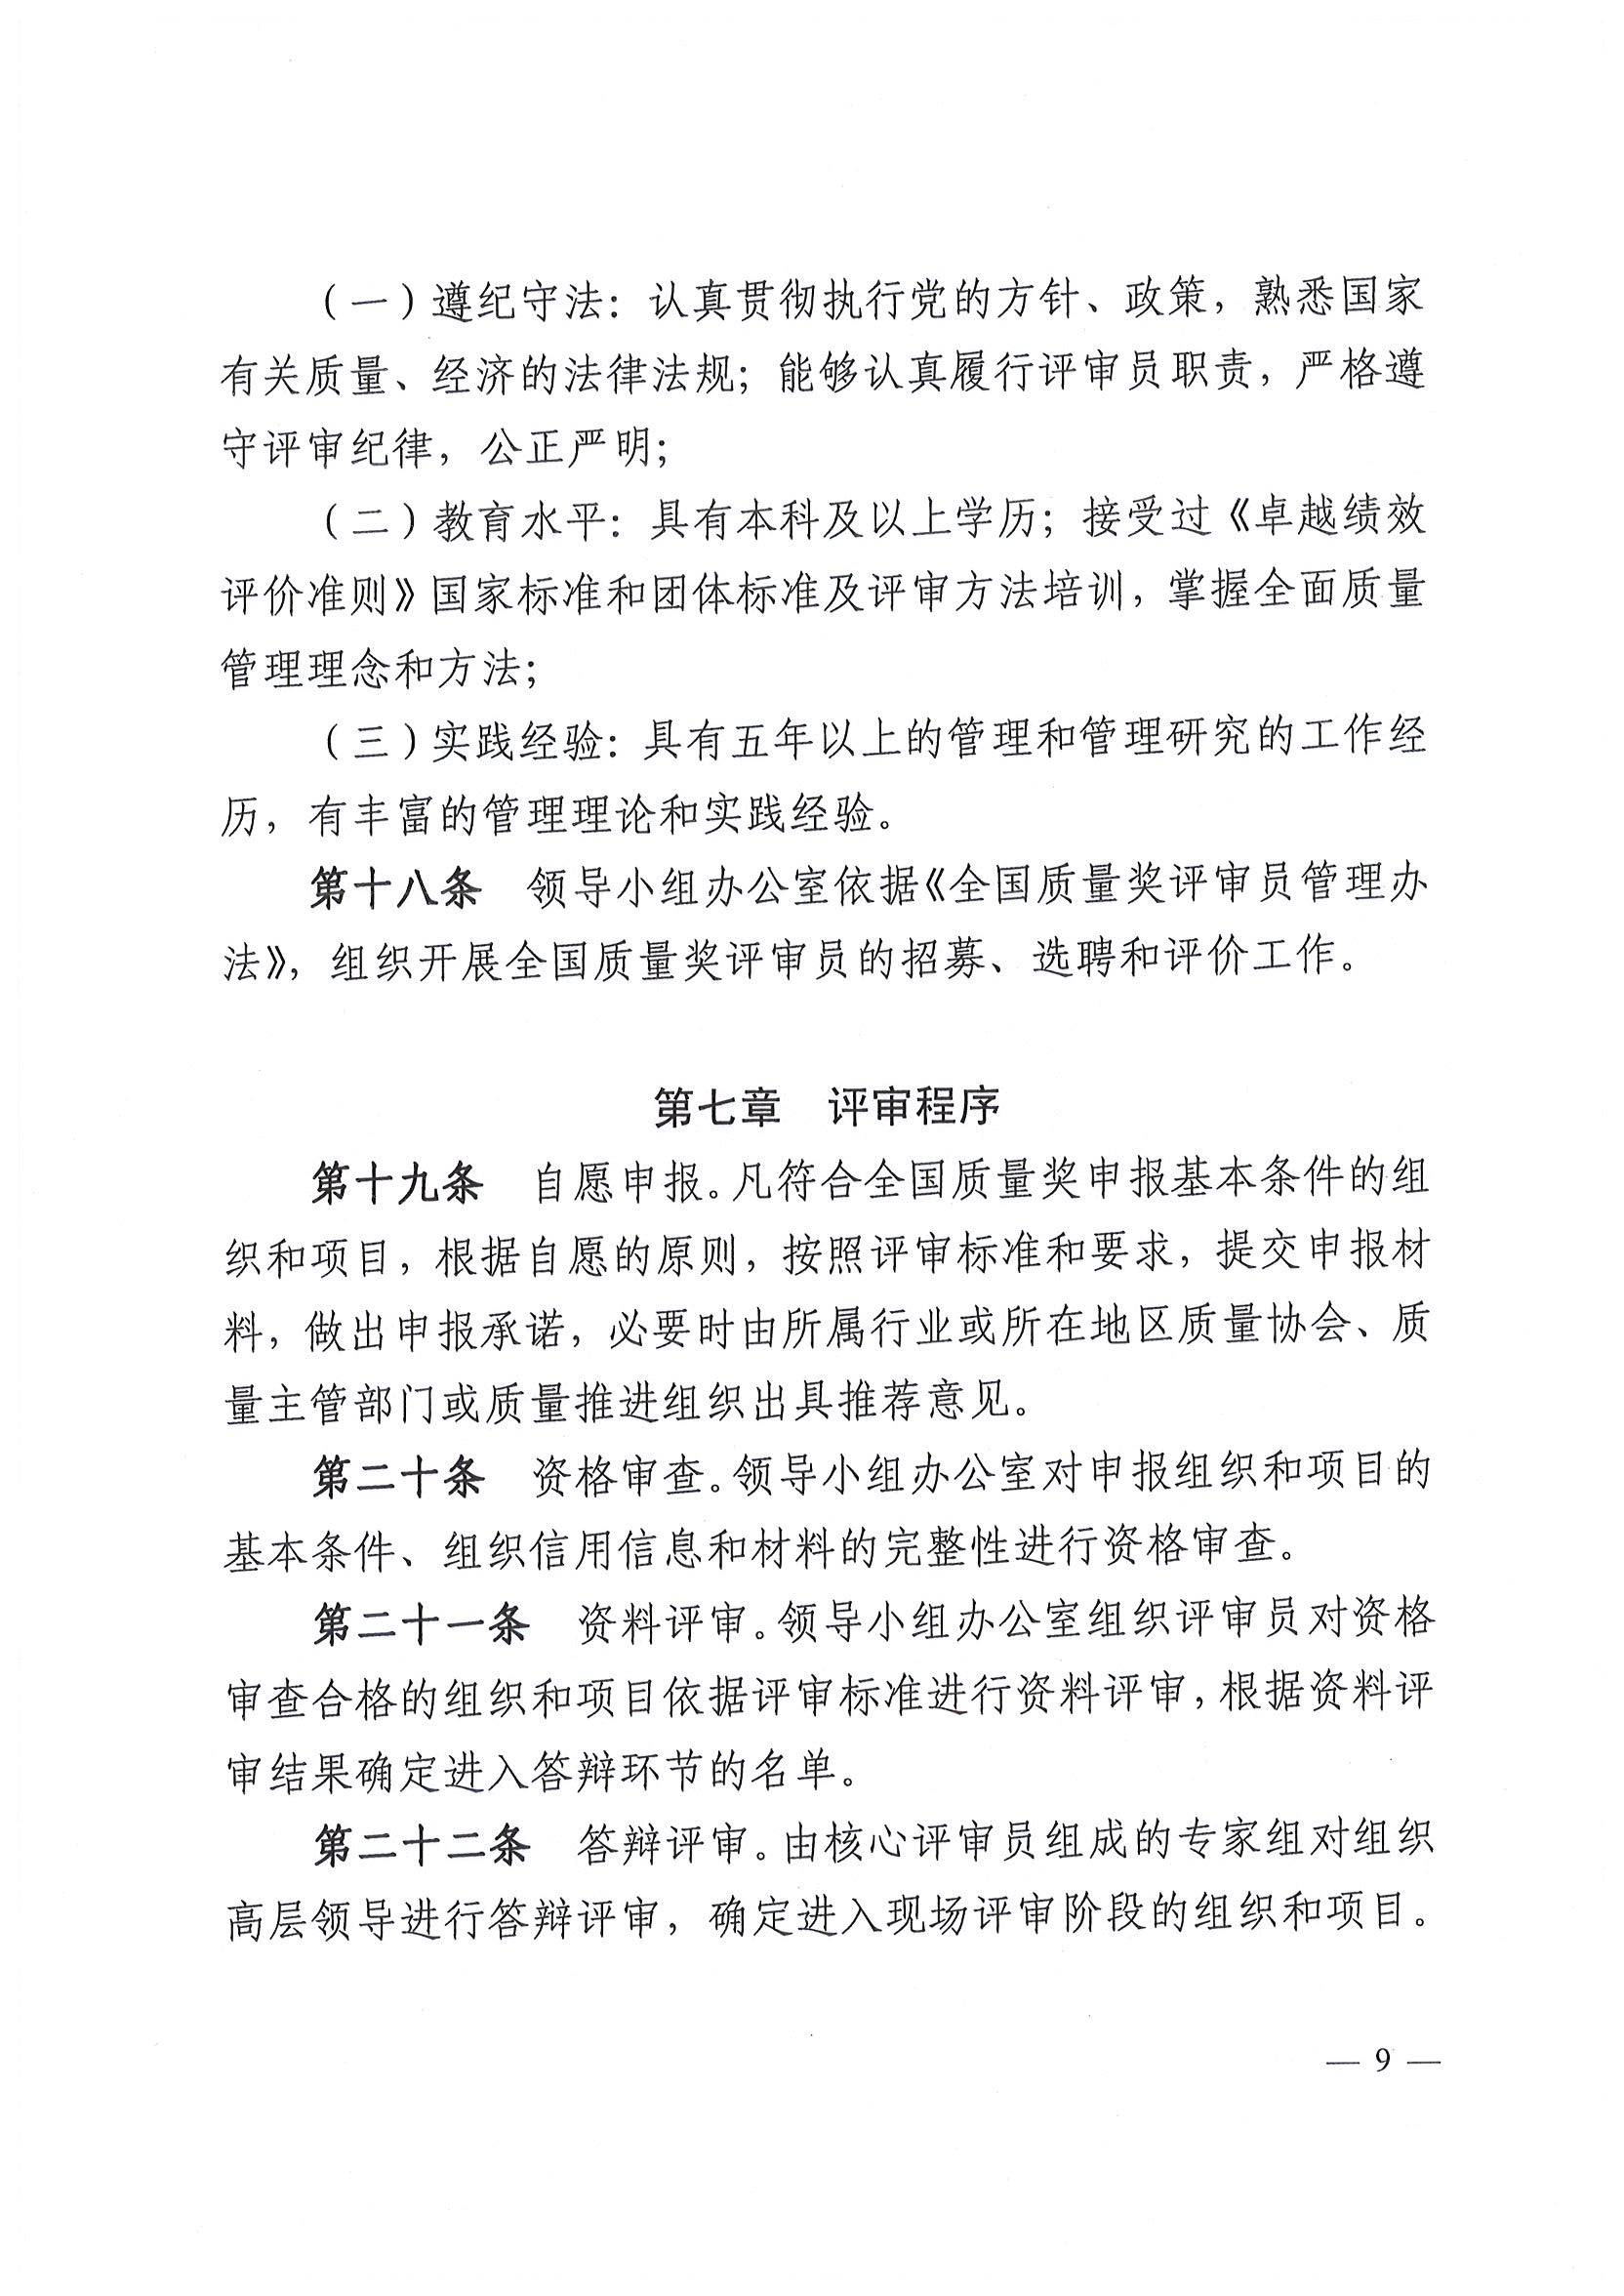 （一）遵纪守法：认真贯彻执行党的方针、政策，熟悉国家
有关质量、经济的法律法规；能够认真履行评审员职责，严格遵
守评审纪律，公正严明；
（二）教育水平：具有本科及以上学历；接受过《卓越绩效
评价准则》国家标准和团体标准及评审方法培训，掌握全面质量
管理理念和方法；
（三）实践经验：具有五年以上的管理和管理研究的工作经
历，有丰富的管理理论和实践经验。
第十八条　领导小组办公室依据《全国质量奖评审员管理办
法》，组织开展全国质量奖评审员的招募、选聘和评价工作。
第七章　评审程序
第十九条　自愿申报。凡符合全国质量奖申报基本条件的组
织和项目，根据自愿的原则，按照评审标准和要求，提交申报材
料，做出申报承诺，必要时由所属行业或所在地区质量协会、质
量主管部门或质量推进组织出具推荐意见。
第二十条　资格审查。领导小组办公室对申报组织和项目的
基本条件、组织信用信息和材料的完整性进行资格审查。
第二十一条　资料评审。领导小组办公室组织评审员对资格
审查合格的组织和项目依据评审标准进行资料评审，根据资料评
审结果确定进入答辩环节的名单。
第二十二条　答辩评审。由核心评审员组成的专家组对组织
高层领导进行答辩评审，确定进入现场评审阶段的组织和项目。
— 9 —